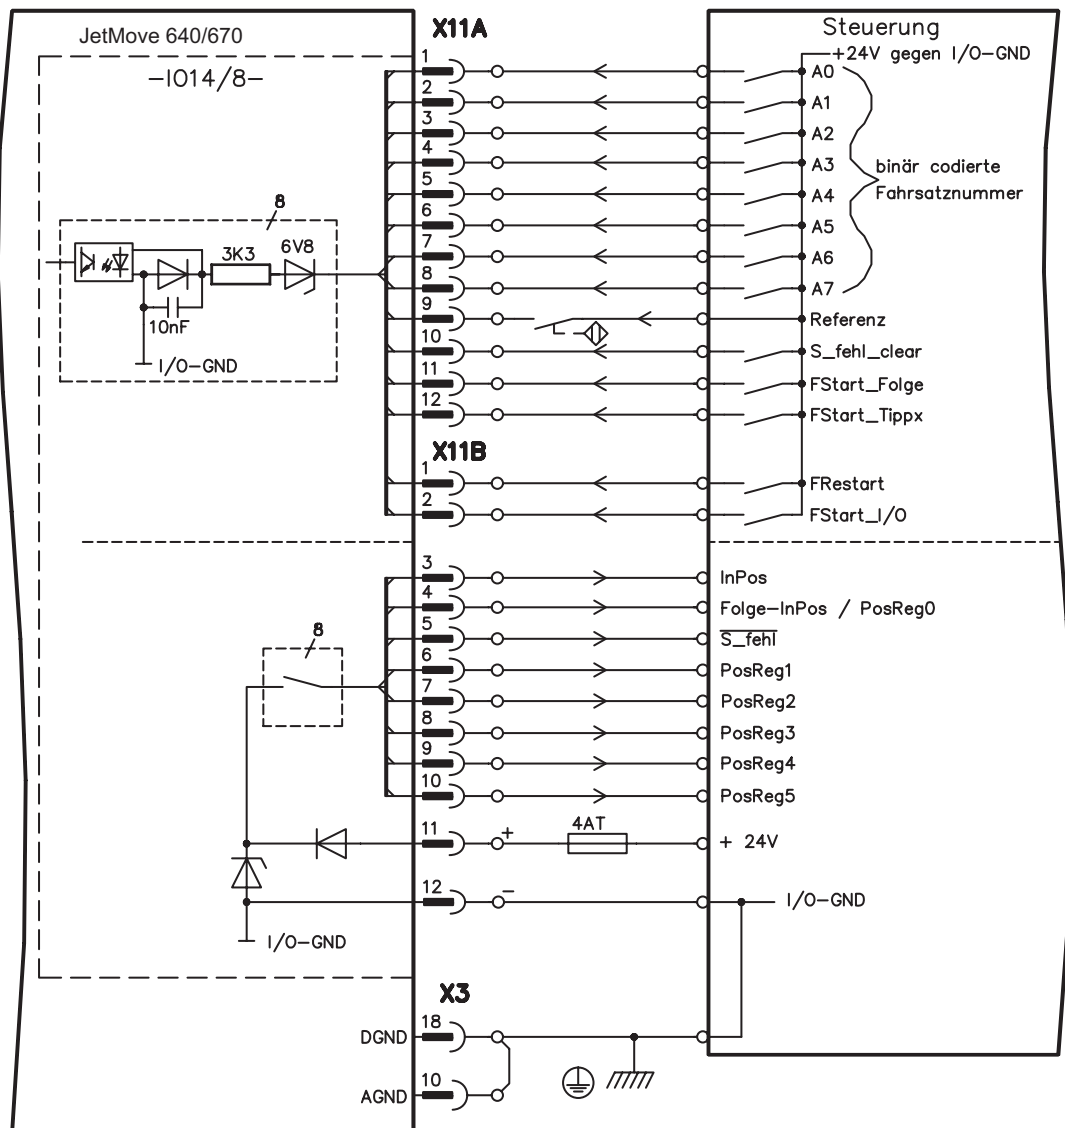 JetMove 640/670
-IO14/8-
X11A
Steuerung
+24V gegen I/O-GND
1
A0
2
A1
3
A2
4
A3
binär codierte
Fahrsatznummer
5
A4
6
A5
7
A6
8
A7
9
Referenz
10
S_fehl_clear
11
FStart_Folge
12
FStart_Tippx
8
3K3
6V8
10nF
I/O-GND
X11B
1
FRestart
2
FStart_I/O
3
InPos
4
Folge-InPos / PosReg0
5
S_fehl
6
PosReg1
7
PosReg2
8
PosReg3
9
PosReg4
10
PosReg5
8
11
+
4AT
+ 24V
12
-
I/O-GND
I/O-GND
X3
DGND
18
AGND
10